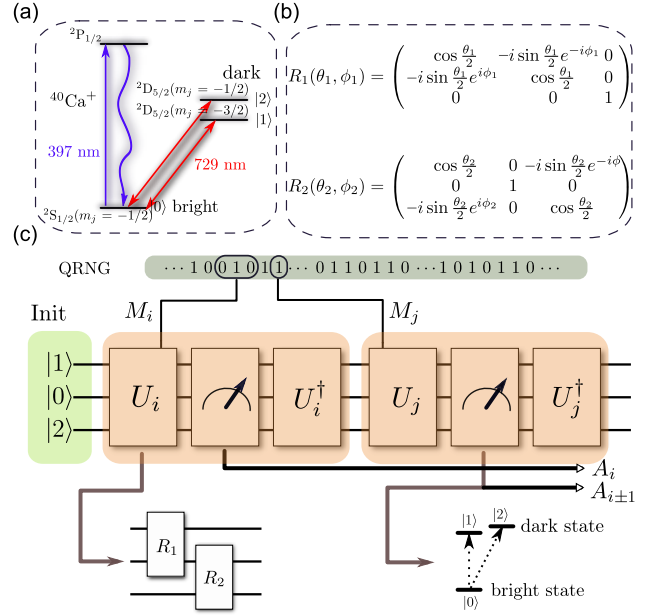 (a)
²P₁/₂
⁴⁰Ca⁺
397 nm
dark
²D₅/₂(mⱼ = −1/2)
|2⟩
²D₅/₂(mⱼ = −3/2)
|1⟩
729 nm
²S₁/₂(mⱼ = −1/2)
|0⟩ bright
(b)
R₁(θ₁, ϕ₁) =
cos θ₁/2 −i sin θ₁/2 e^{−iϕ₁} 0
−i sin θ₁/2 e^{iϕ₁} cos θ₁/2 0
0 0 1
R₂(θ₂, ϕ₂) =
cos θ₂/2 0 −i sin θ₂/2 e^{−iϕ
0 1 0
−i sin θ₂/2 e^{iϕ₂} 0 cos θ₂/2
(c)
QRNG
··· 1 0 0 1 0 1 1 ··· 0 1 1 0 1 1 0 ··· 1 0 1 0 1 1 0 ···
Init
Mᵢ
Mⱼ
|1⟩
|0⟩
|2⟩
Uᵢ
Uᵢ†
Uⱼ
Uⱼ†
Aᵢ
Aᵢ±₁
R₁
R₂
|1⟩
|2⟩
dark state
bright state
|0⟩